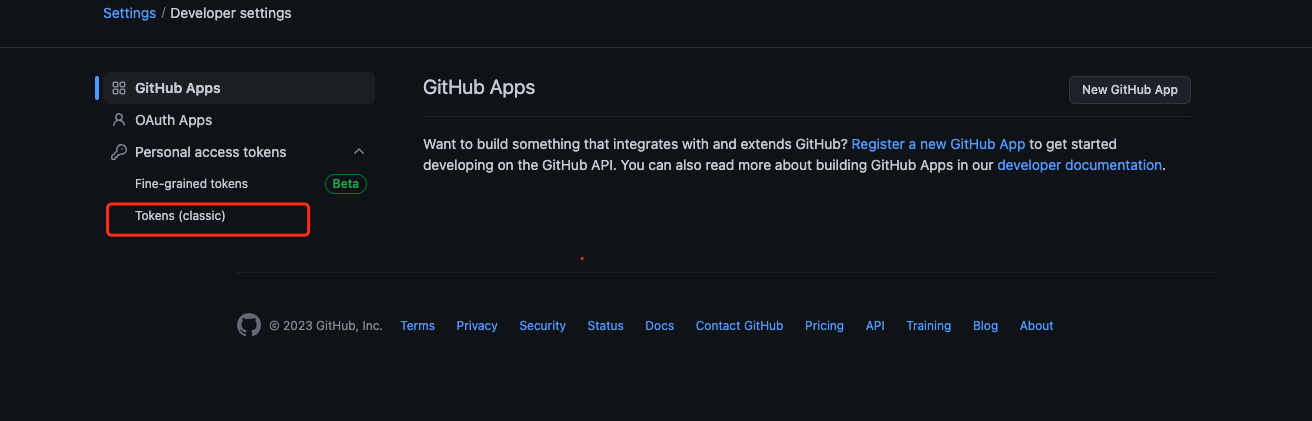 Settings / Developer settings
GitHub Apps
OAuth Apps
Personal access tokens
Fine-grained tokens Beta
Tokens (classic)
GitHub Apps
New GitHub App
Want to build something that integrates with and extends GitHub? Register a new GitHub App to get started
developing on the GitHub API. You can also read more about building GitHub Apps in our developer documentation.
© 2023 GitHub, Inc. Terms Privacy Security Status Docs Contact GitHub Pricing API Training Blog About